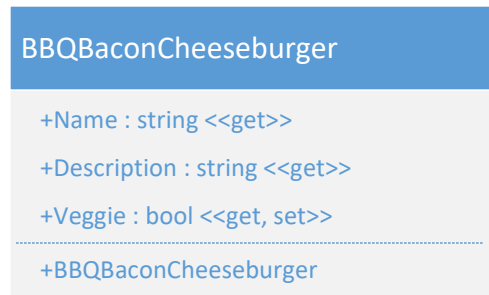 BBQBaconCheeseburger
+Name : string <<get>>
+Description : string <<get>>
+Veggie : bool <<get, set>>
+BBQBaconCheeseburger